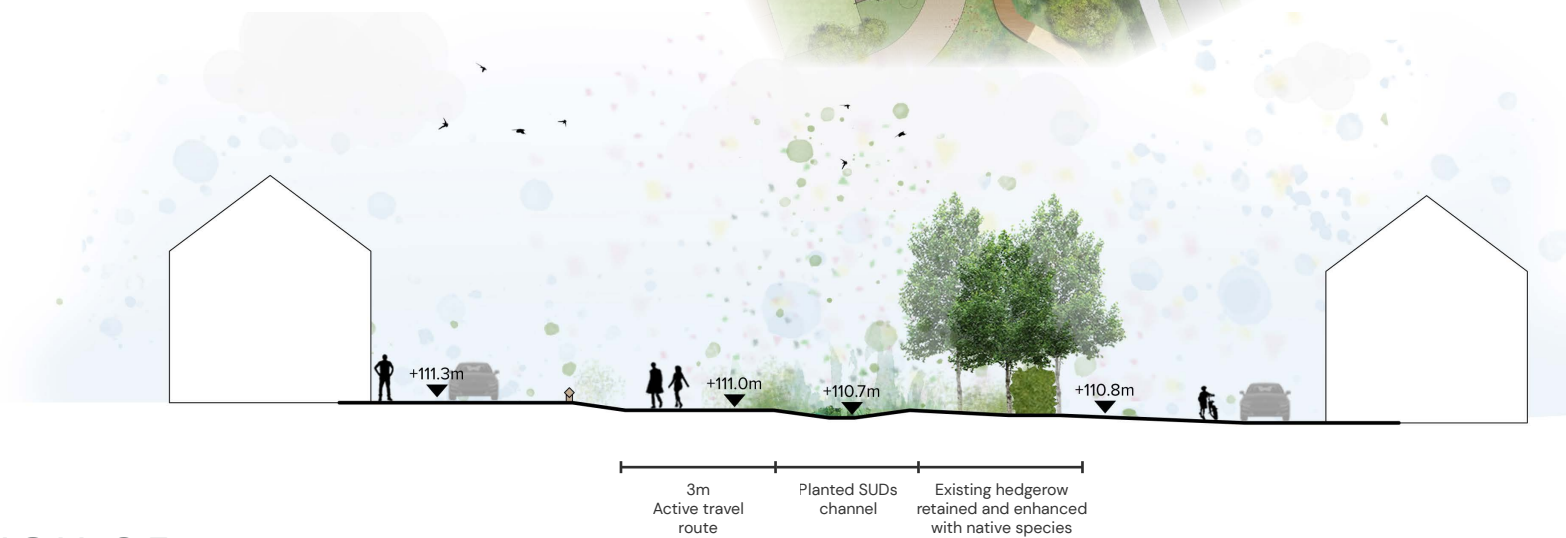 +111.3m
+111.0m
+110.7m
+110.8m
3m
Active travel
route
Planted SUDs
channel
Existing hedgerow
retained and enhanced
with native species